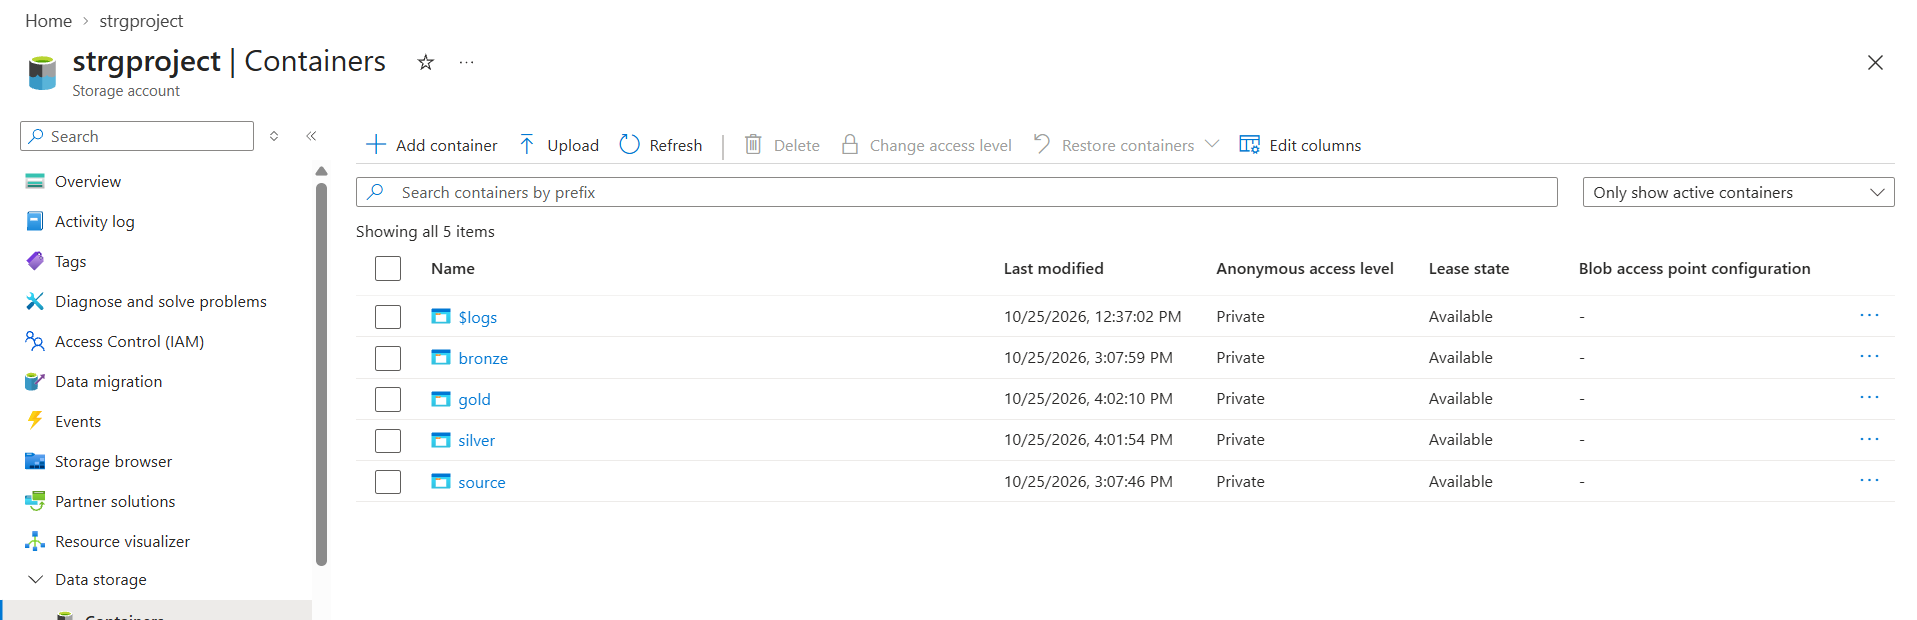 Home > strgproject
strgproject | Containers ...
Storage account
Search
Overview
Activity log
Tags
Diagnose and solve problems
Access Control (IAM)
Data migration
Events
Storage browser
Partner solutions
Resource visualizer
Data storage
Containers
Add container Upload Refresh Delete Change access level Restore containers Edit columns
Search containers by prefix
Only show active containers
Showing all 5 items
Name Last modified Anonymous access level Lease state Blob access point configuration
$logs 10/25/2026, 12:37:02 PM Private Available - ...
bronze 10/25/2026, 3:07:59 PM Private Available - ...
gold 10/25/2026, 4:02:10 PM Private Available - ...
silver 10/25/2026, 4:01:54 PM Private Available - ...
source 10/25/2026, 3:07:46 PM Private Available - ...